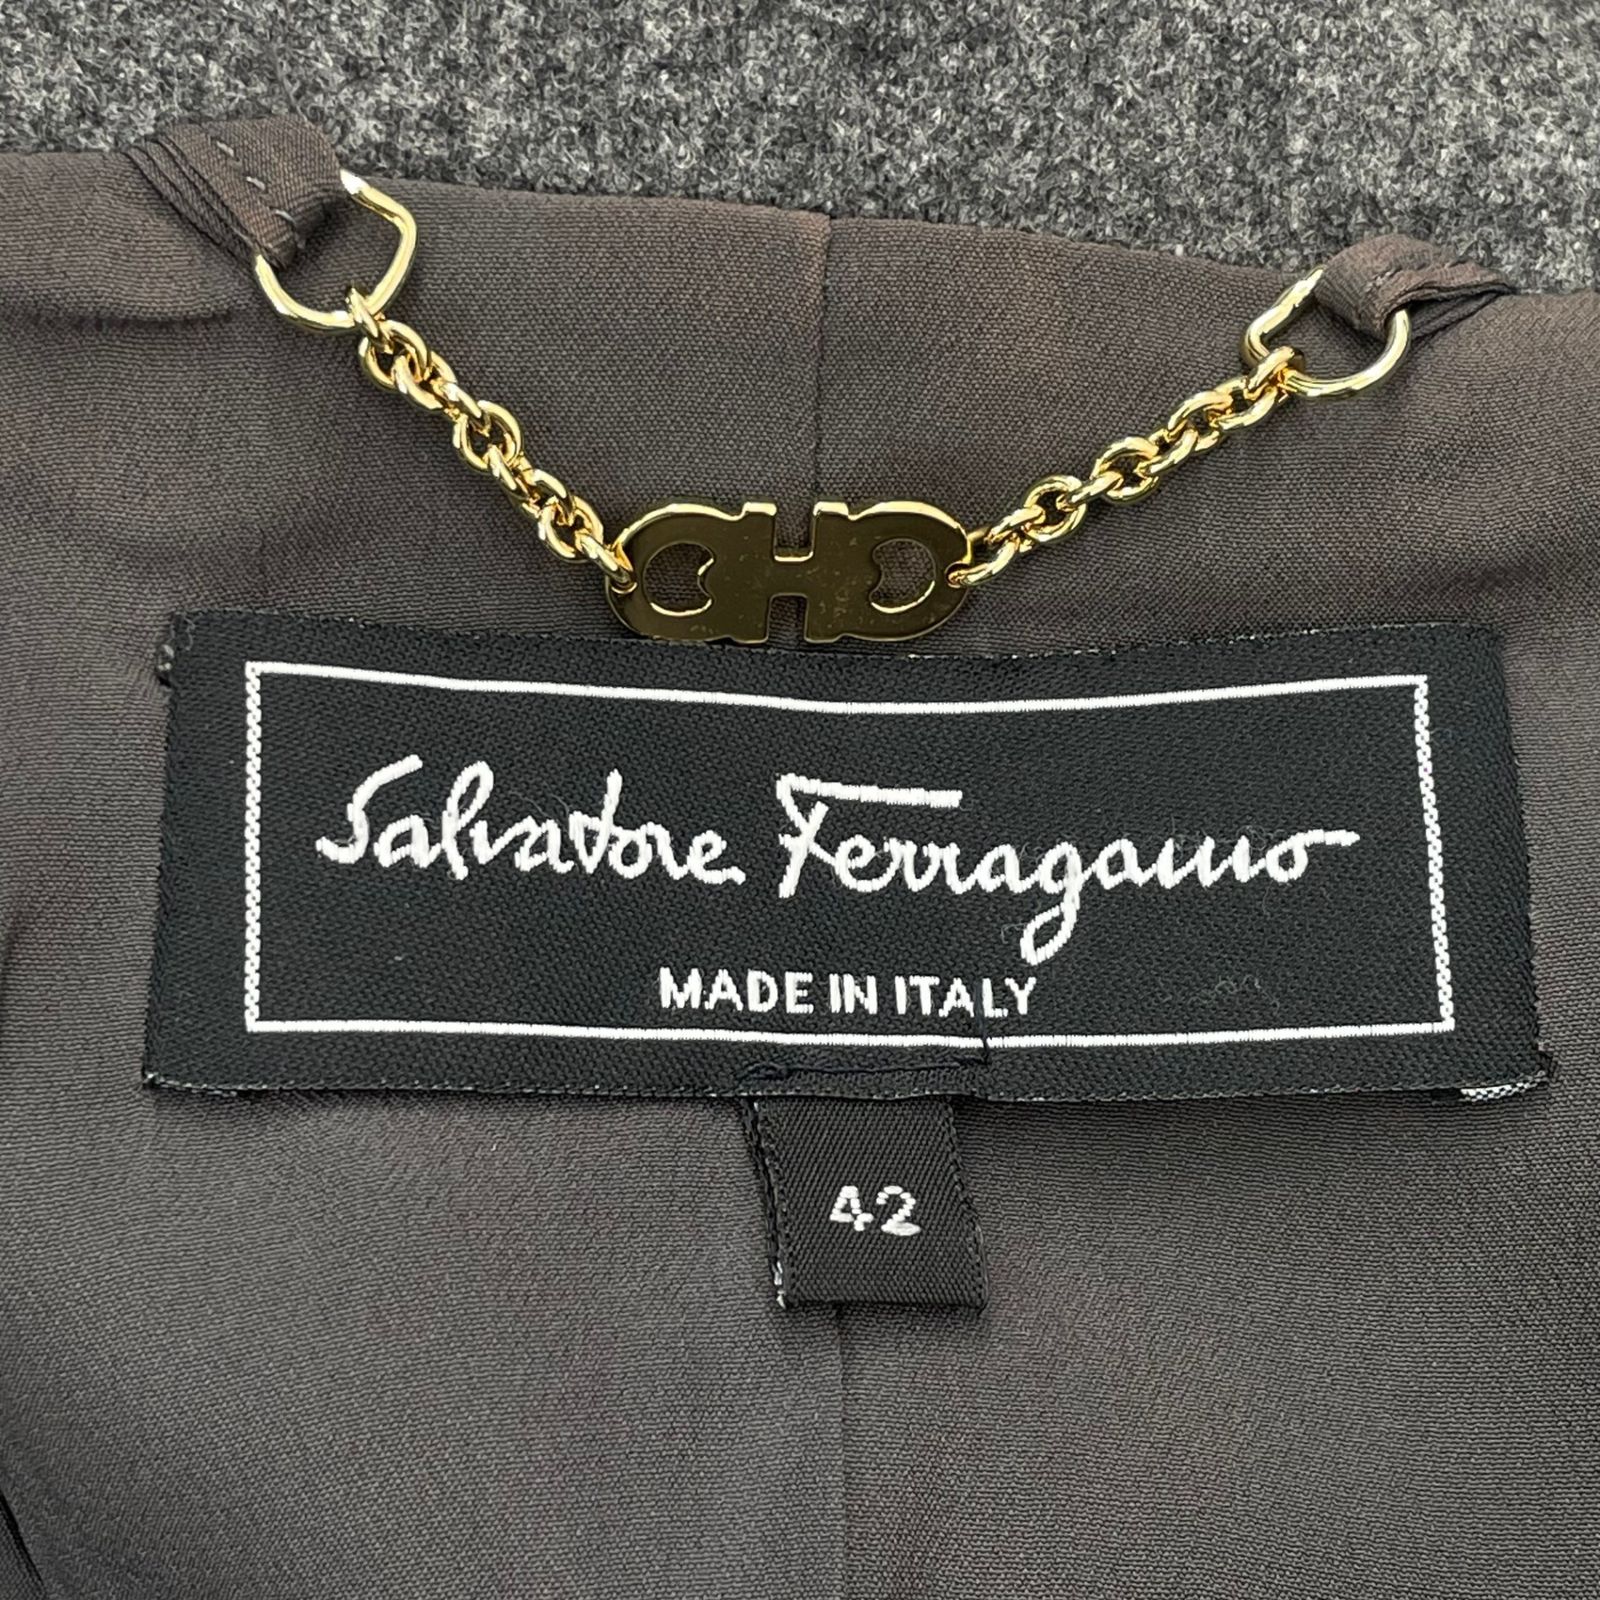 Salvatore Ferragamo
MADE IN ITALY
42